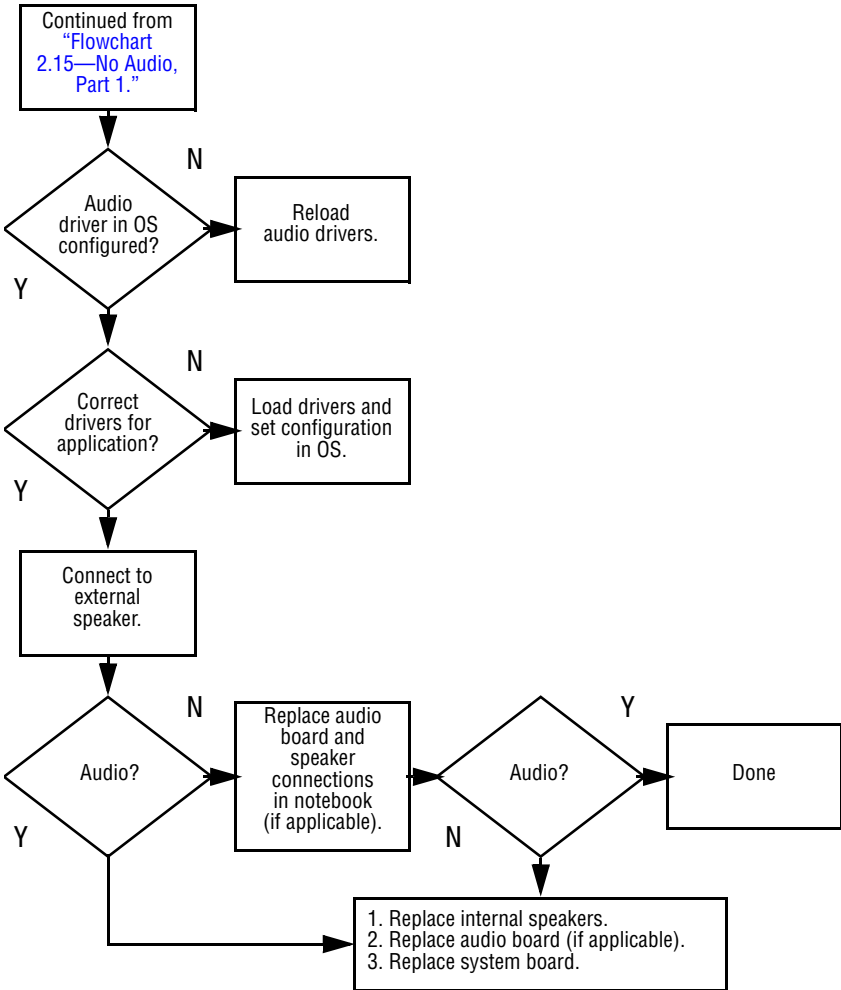 Continued from
“Flowchart
2.15—No Audio,
Part 1.”
N
Audio
driver in OS
configured?
Reload
audio drivers.
Y
N
Correct
drivers for
application?
Load drivers and
set configuration
in OS.
Y
Connect to
external
speaker.
N
Audio?
Replace audio
board and
speaker
connections
in notebook
(if applicable).
Y
Audio?
Y
Done
N
1. Replace internal speakers.
2. Replace audio board (if applicable).
3. Replace system board.